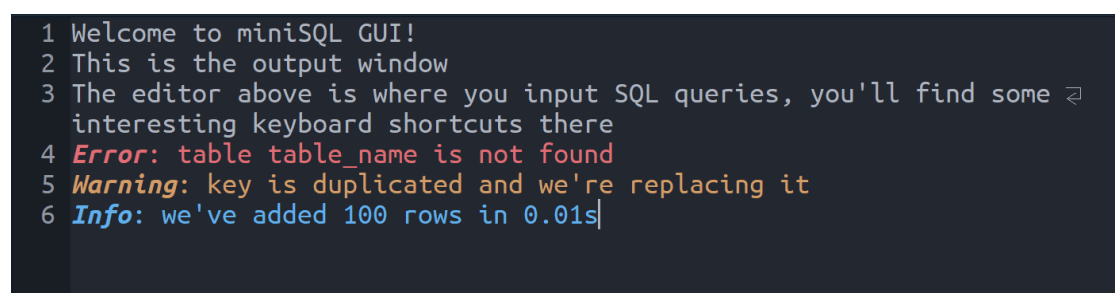 1 Welcome to miniSQL GUI!
2 This is the output window
3 The editor above is where you input SQL queries, you'll find some
interesting keyboard shortcuts there
4 Error: table table_name is not found
5 Warning: key is duplicated and we're replacing it
6 Info: we've added 100 rows in 0.01s